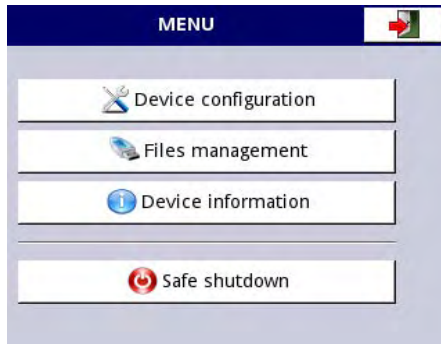 MENU
Device configuration
Files management
Device information
Safe shutdown